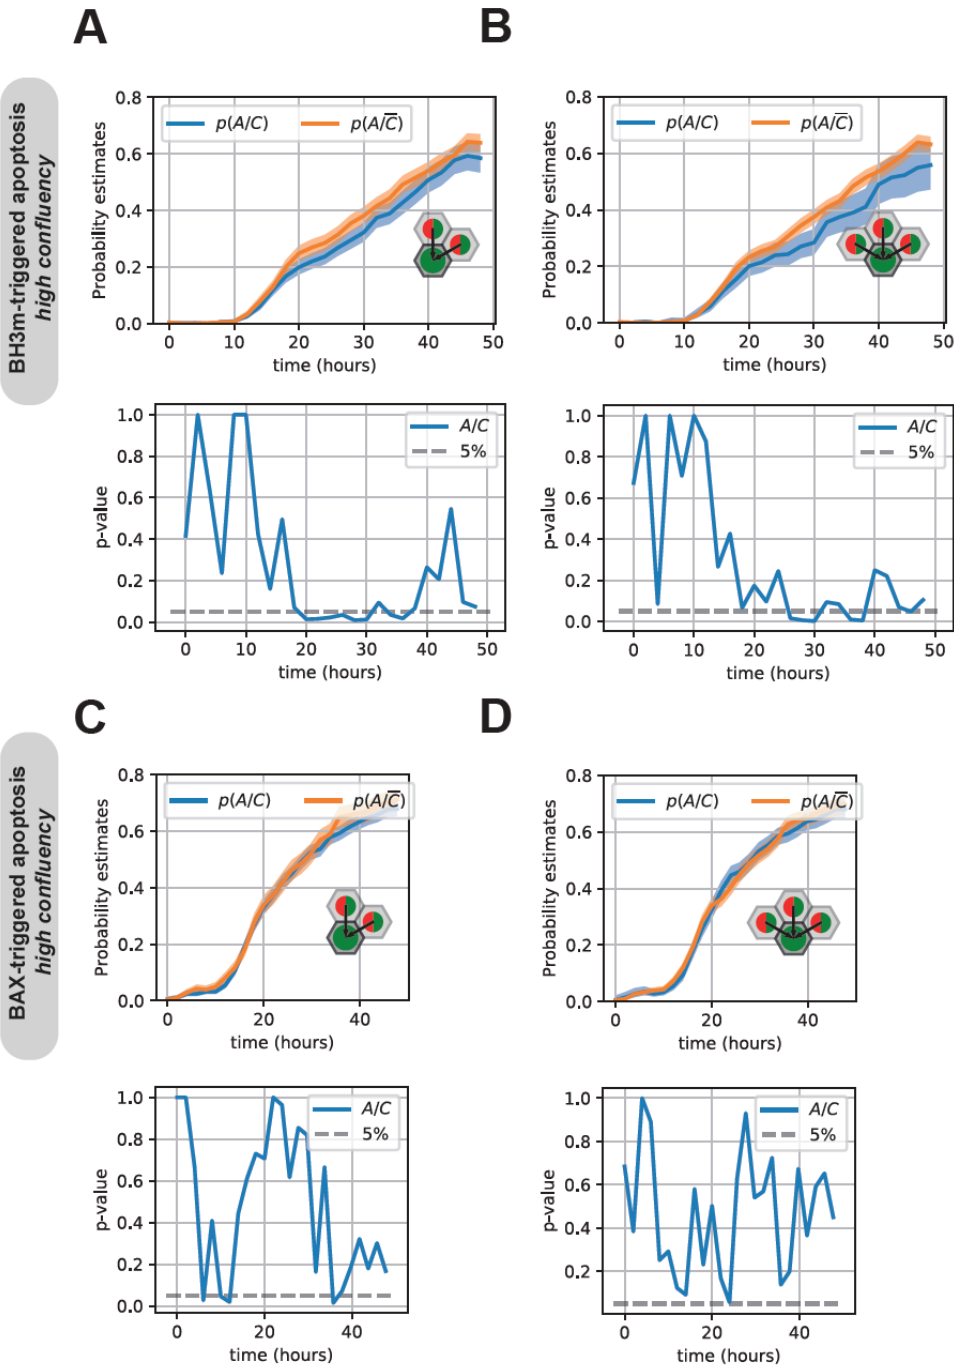 A
B
BH3m-triggered apoptosis
high confluency
0.8
0.6
0.4
0.2
0.0
Probability estimates
p(A/C)
p(A/C̅)
0
10
20
30
40
50
time (hours)
0.8
0.6
0.4
0.2
0.0
Probability estimates
p(A/C)
p(A/C̅)
0
10
20
30
40
50
time (hours)
1.0
0.8
0.6
0.4
0.2
0.0
p-value
A/C
5%
0
10
20
30
40
50
time (hours)
1.0
0.8
0.6
0.4
0.2
0.0
p-value
A/C
5%
0
10
20
30
40
50
time (hours)
C
D
BAX-triggered apoptosis
high confluency
0.8
0.6
0.4
0.2
0.0
Probability estimates
p(A/C)
p(A/C̅)
0
20
40
time (hours)
0.8
0.6
0.4
0.2
0.0
Probability estimates
p(A/C)
p(A/C̅)
0
20
40
time (hours)
1.0
0.8
0.6
0.4
0.2
0.0
p-value
A/C
5%
0
20
40
time (hours)
1.0
0.8
0.6
0.4
0.2
p-value
A/C
5%
0
20
40
time (hours)